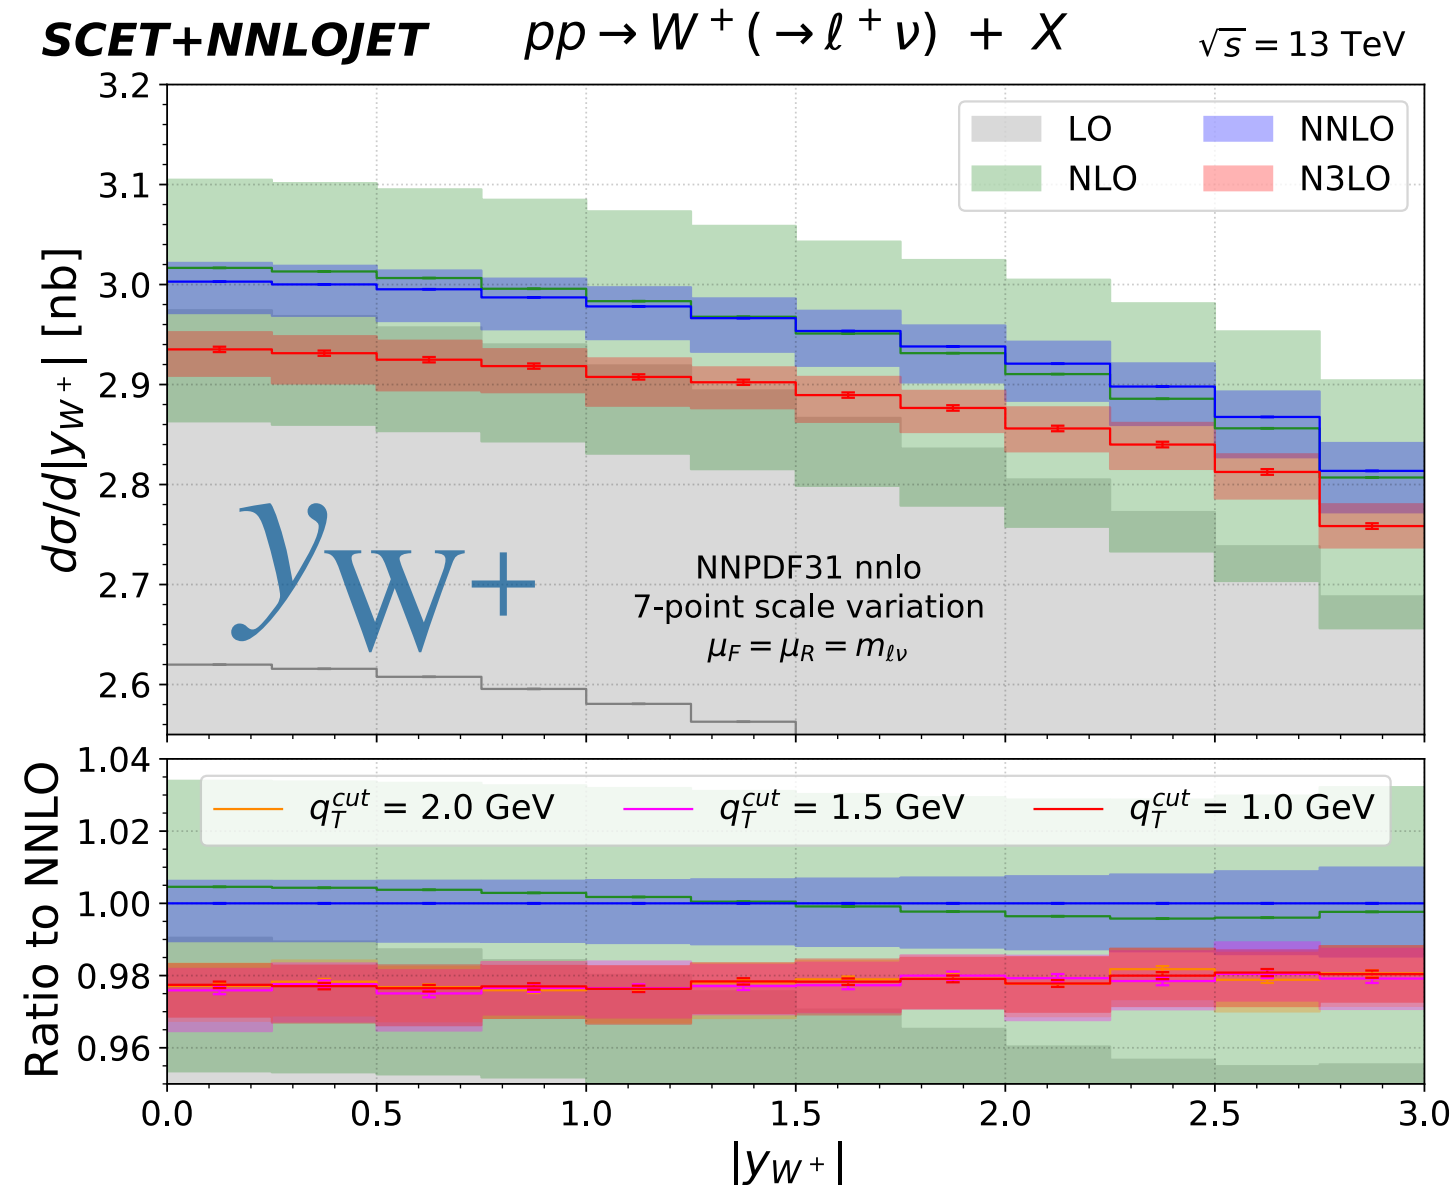 SCET+NNLOJET pp → W⁺(→ ℓ⁺ν) + X √s = 13 TeV
3.2
LO NNLO
NLO N3LO
3.1
3.0
2.9
2.8
2.7
2.6
dσ/d|y_W⁺| [nb]
y_W+
NNPDF31 nnlo
7-point scale variation
μ_F = μ_R = m_ℓν
1.04
1.02
1.00
0.98
0.96
Ratio to NNLO
q_T^cut = 2.0 GeV q_T^cut = 1.5 GeV q_T^cut = 1.0 GeV
0.0 0.5 1.0 1.5 2.0 2.5 3.0
|y_W⁺|